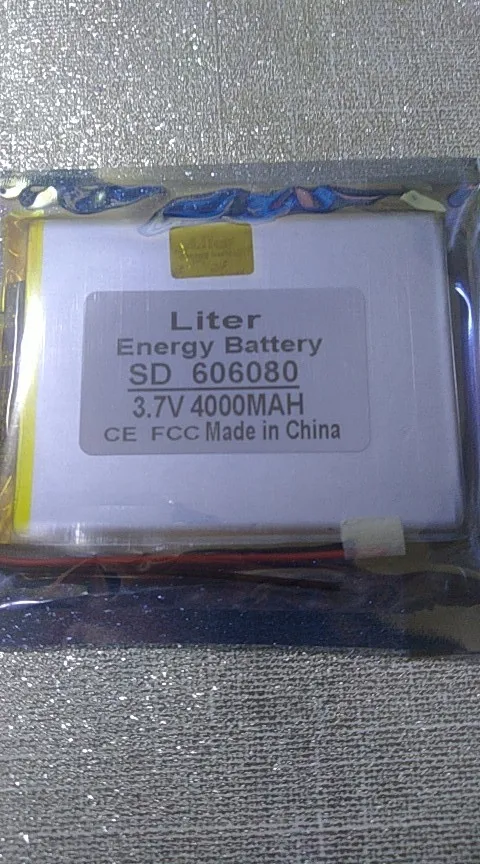 Liter
Energy Battery
SD 606080
3.7V 4000MAH
CE FCC Made in China